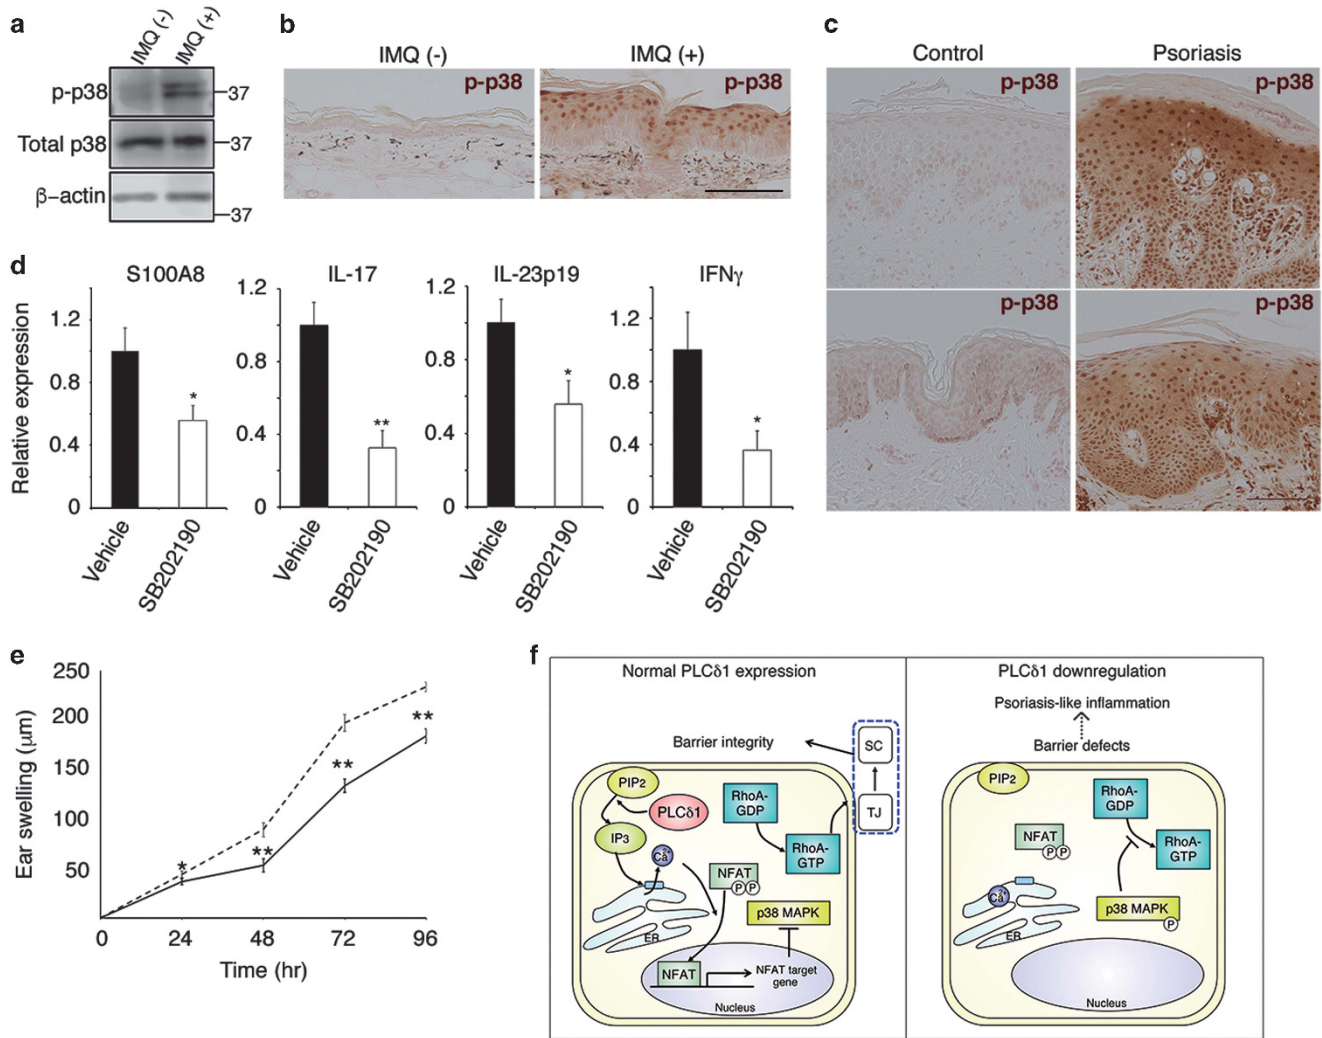 a
IMQ (-)
IMQ (+)
p-p38
37
Total p38
37
β-actin
37
b
IMQ (-)
IMQ (+)
p-p38
p-p38
c
Control
Psoriasis
p-p38
p-p38
p-p38
p-p38
d
Relative expression
S100A8
1.2
0.8
0.4
0
*
Vehicle
SB202190
IL-17
1.2
0.8
0.4
0
**
Vehicle
SB202190
IL-23p19
1.2
0.8
0.4
0
*
Vehicle
SB202190
IFNγ
1.2
0.8
0.4
0
*
Vehicle
SB202190
e
Ear swelling (μm)
250
200
150
100
50
*
**
**
**
0 24 48 72 96
Time (hr)
f
Normal PLCδ1 expression
Barrier integrity
SC
TJ
PIP2
PLCδ1
IP3
Ca2+
RhoA-GDP
RhoA-GTP
NFAT
P P
p38 MAPK
ER
NFAT
NFAT target
gene
Nucleus
PLCδ1 downregulation
Psoriasis-like inflammation
Barrier defects
PIP2
RhoA-
GDP
NFAT
P P
RhoA-
GTP
Ca2+
p38 MAPK
P
ER
Nucleus